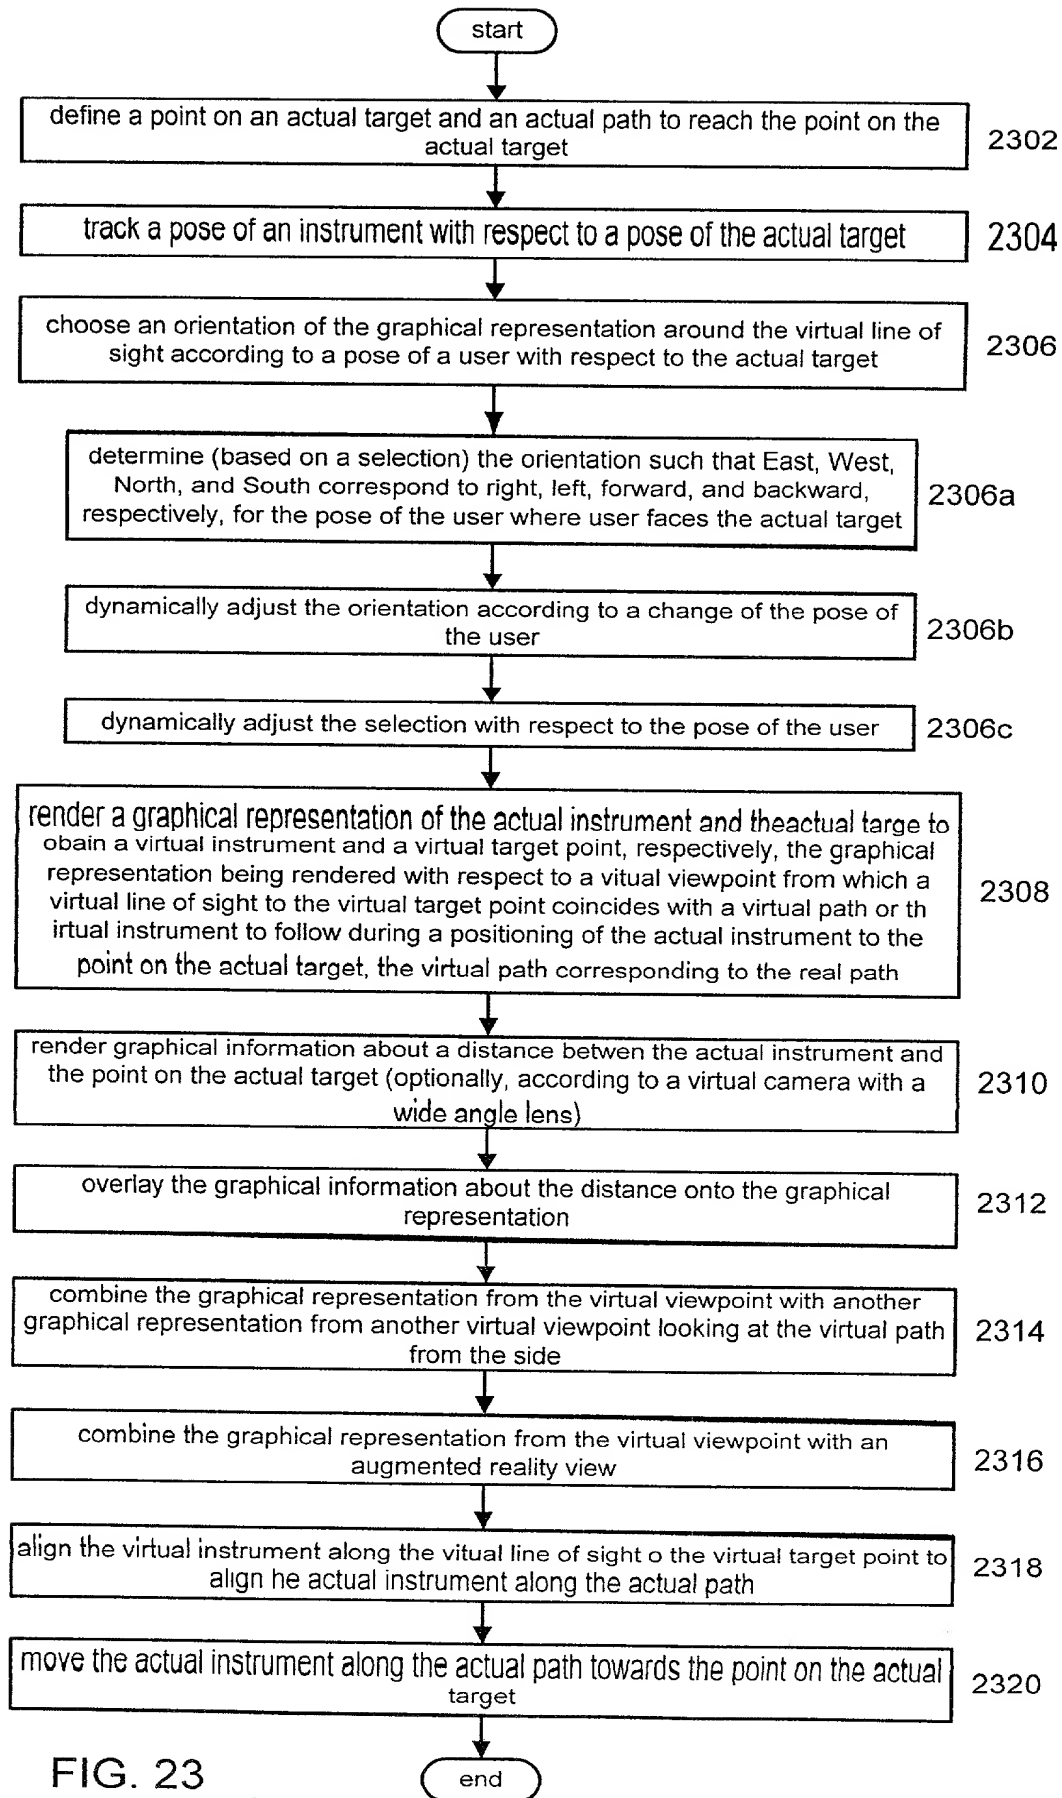 start
define a point on an actual target and an actual path to reach the point on the
actual target
2302
track a pose of an instrument with respect to a pose of the actual target
2304
choose an orientation of the graphical representation around the virtual line of
sight according to a pose of a user with respect to the actual target
2306
determine (based on a selection) the orientation such that East, West,
North, and South correspond to right, left, forward, and backward,
respectively, for the pose of the user where user faces the actual target
2306a
dynamically adjust the orientation according to a change of the pose of
the user
2306b
dynamically adjust the selection with respect to the pose of the user
2306c
render a graphical representation of the actual instrument and theactual targe to
obain a virtual instrument and a virtual target point, respectively, the graphical
representation being rendered with respect to a vitual viewpoint from which a
virtual line of sight to the virtual target point coincides with a virtual path or th
irtual instrument to follow during a positioning of the actual instrument to the
point on the actual target, the virtual path corresponding to the real path
2308
render graphical information about a distance betwen the actual instrument and
the point on the actual target (optionally, according to a virtual camera with a
wide angle lens)
2310
overlay the graphical information about the distance onto the graphical
representation
2312
combine the graphical representation from the virtual viewpoint with another
graphical representation from another virtual viewpoint looking at the virtual path
from the side
2314
combine the graphical representation from the virtual viewpoint with an
augmented reality view
2316
align the virtual instrument along the vitual line of sight o the virtual target point to
align he actual instrument along the actual path
2318
move the actual instrument along the actual path towards the point on the actual
target
2320
FIG. 23
end